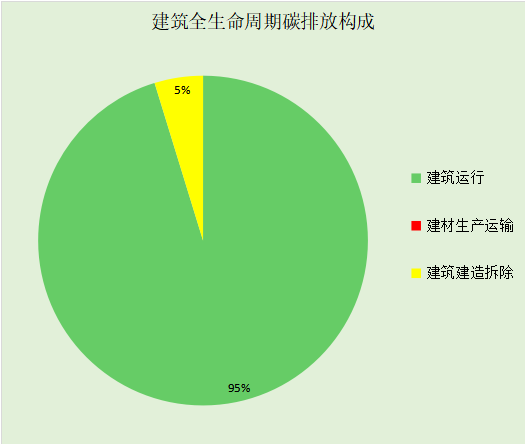 建筑全生命周期碳排放构成
5%
建筑运行
建材生产运输
建筑建造拆除
95%